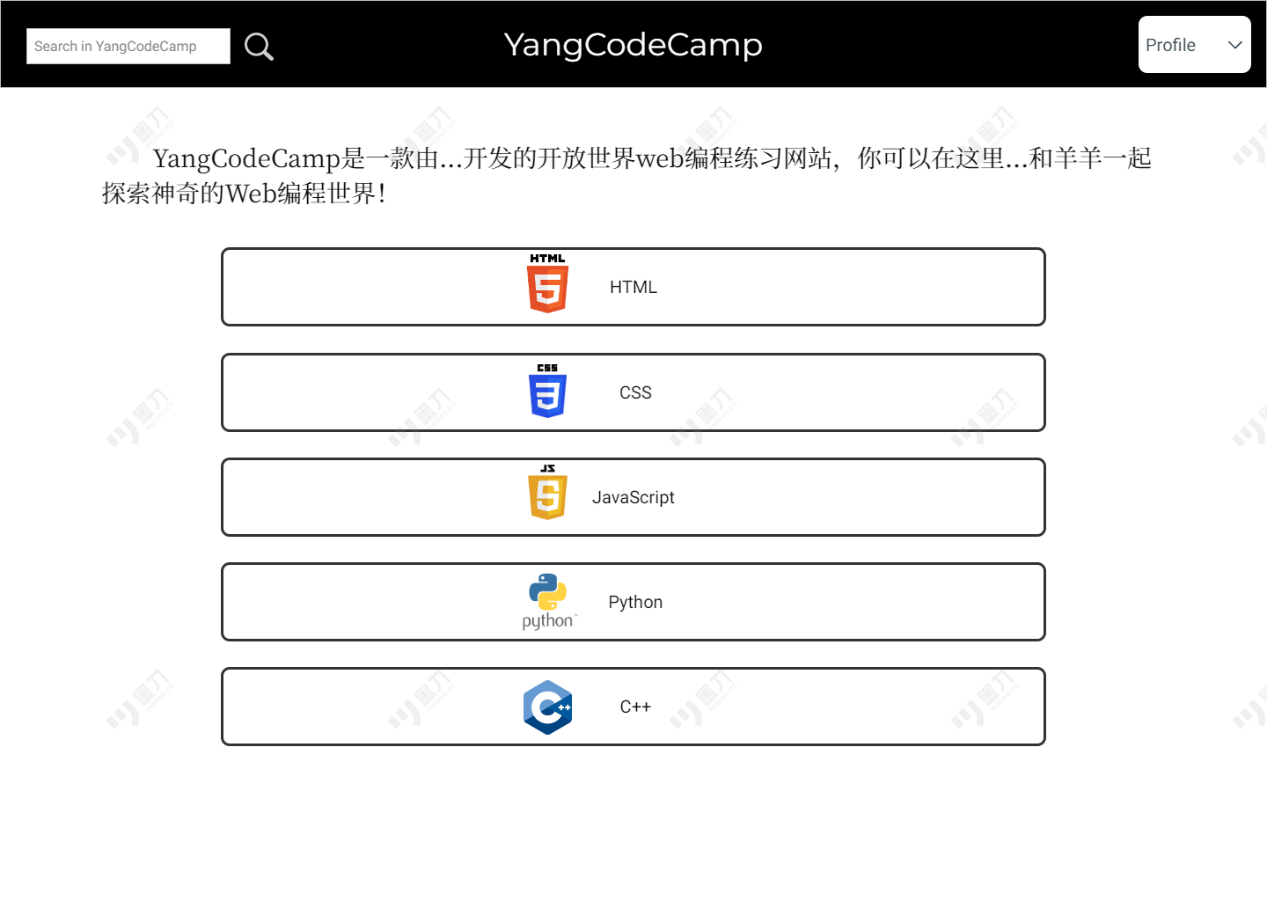 Search in YangCodeCamp
YangCodeCamp
Profile
YangCodeCamp是一款由...开发的开放世界web编程练习网站，你可以在这里...和羊羊一起
探索神奇的Web编程世界！
HTML
HTML
CSS
CSS
JS
JavaScript
python
Python
C++
C++